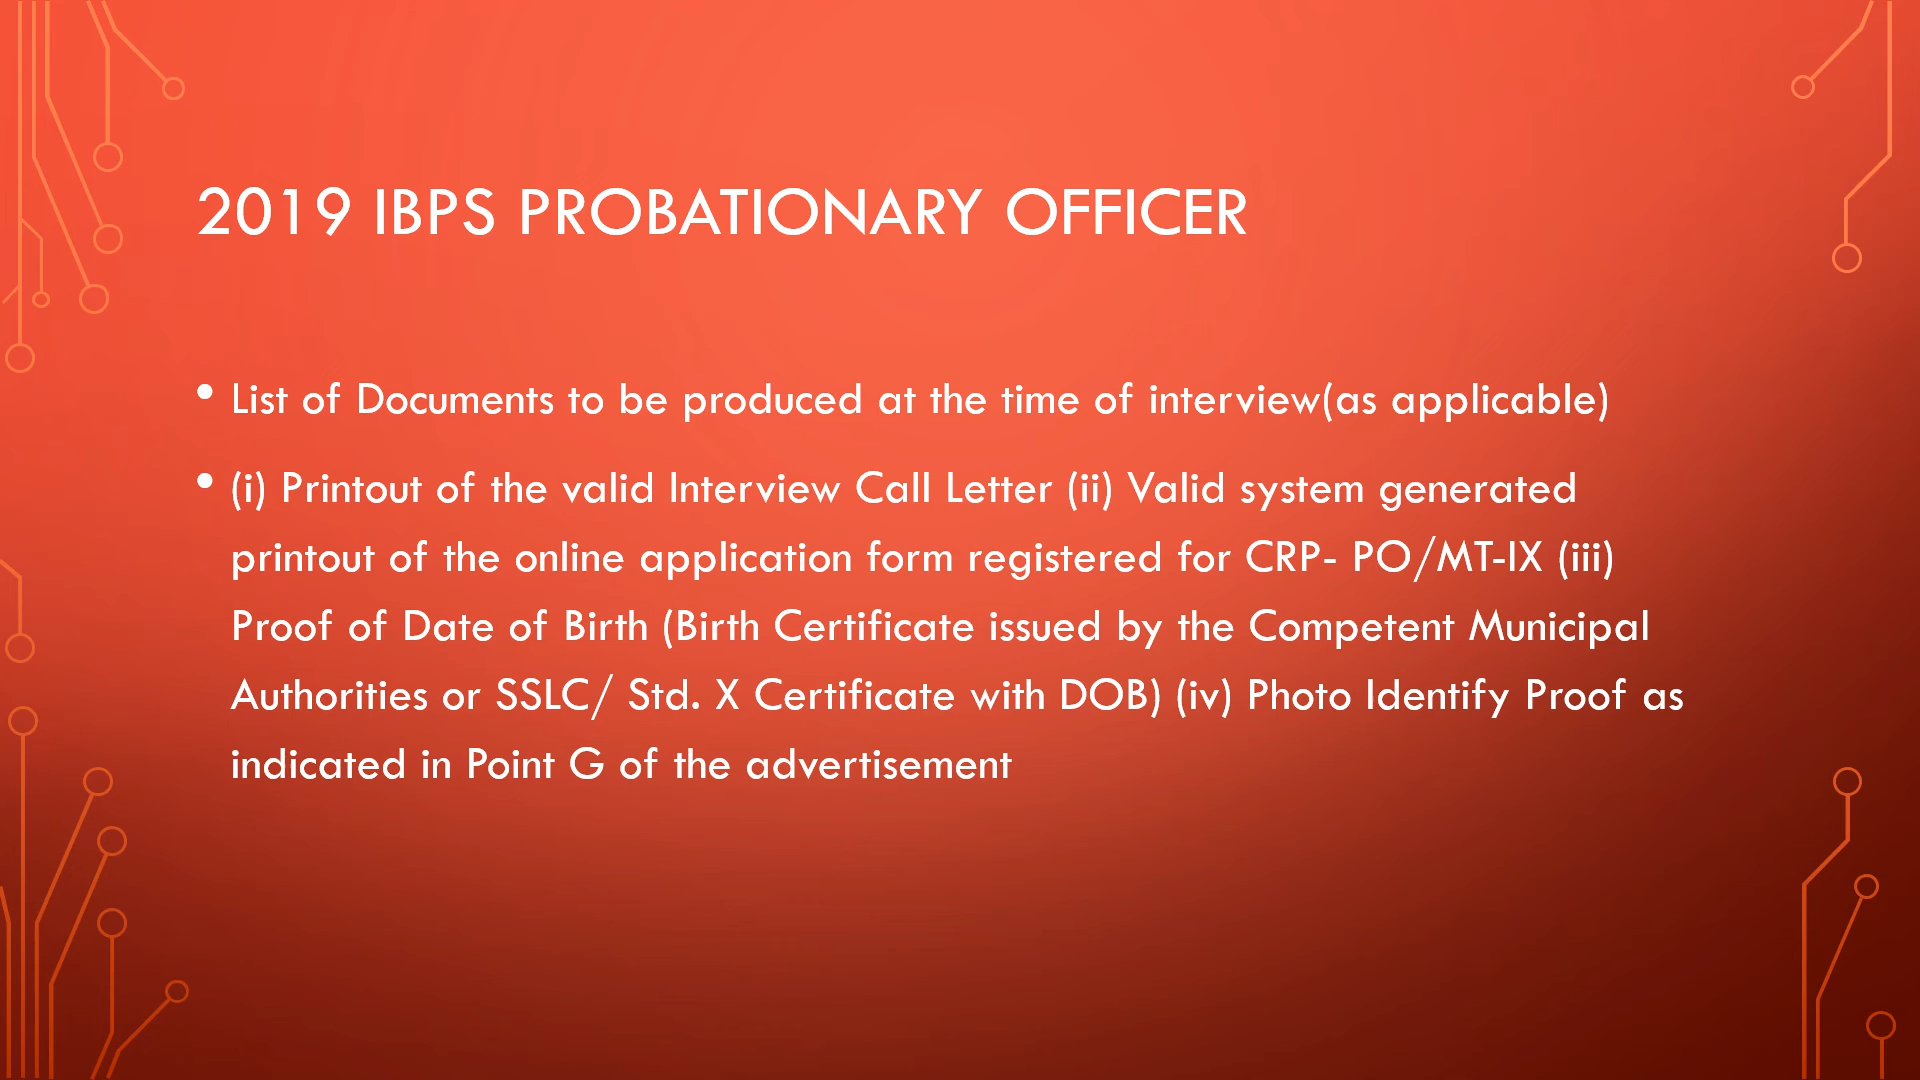 2019 IBPS PROBATIONARY OFFICER
• List of Documents to be produced at the time of interview(as applicable)
• (i) Printout of the valid Interview Call Letter (ii) Valid system generated
printout of the online application form registered for CRP- PO/MT-IX (iii)
Proof of Date of Birth (Birth Certificate issued by the Competent Municipal
Authorities or SSLC/ Std. X Certificate with DOB) (iv) Photo Identify Proof as
indicated in Point G of the advertisement